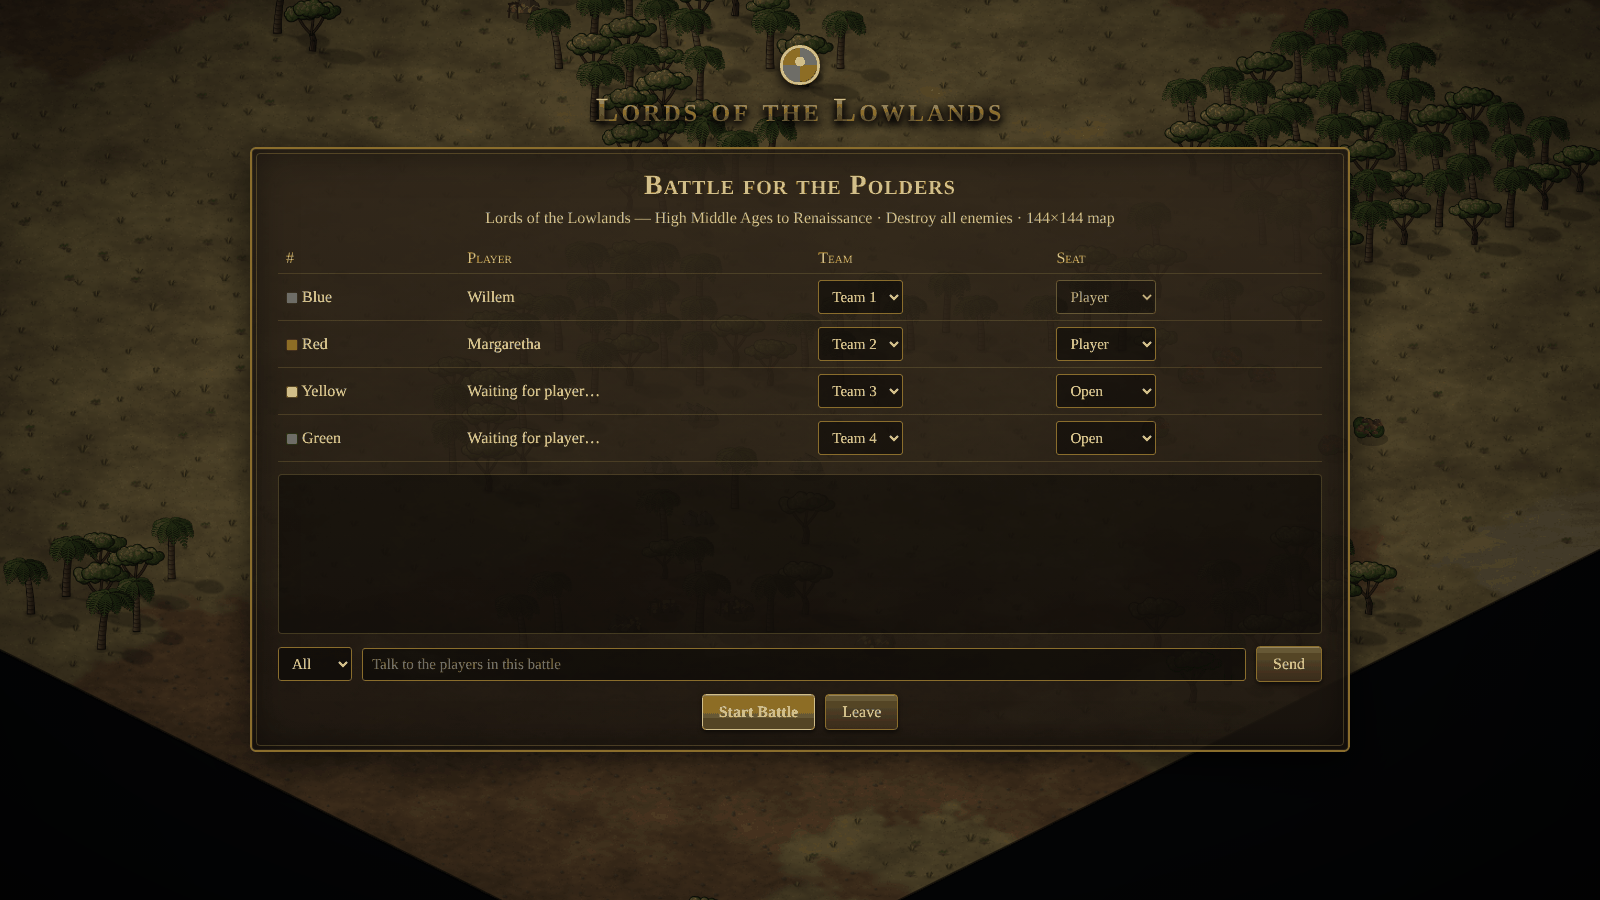 Lords of the Lowlands
Battle for the Polders
Lords of the Lowlands — High Middle Ages to Renaissance · Destroy all enemies · 144×144 map
# Player Team Seat
Blue Willem Team 1 Player
Red Margaretha Team 2 Player
Yellow Waiting for player… Team 3 Open
Green Waiting for player… Team 4 Open
All Talk to the players in this battle Send
Start Battle Leave